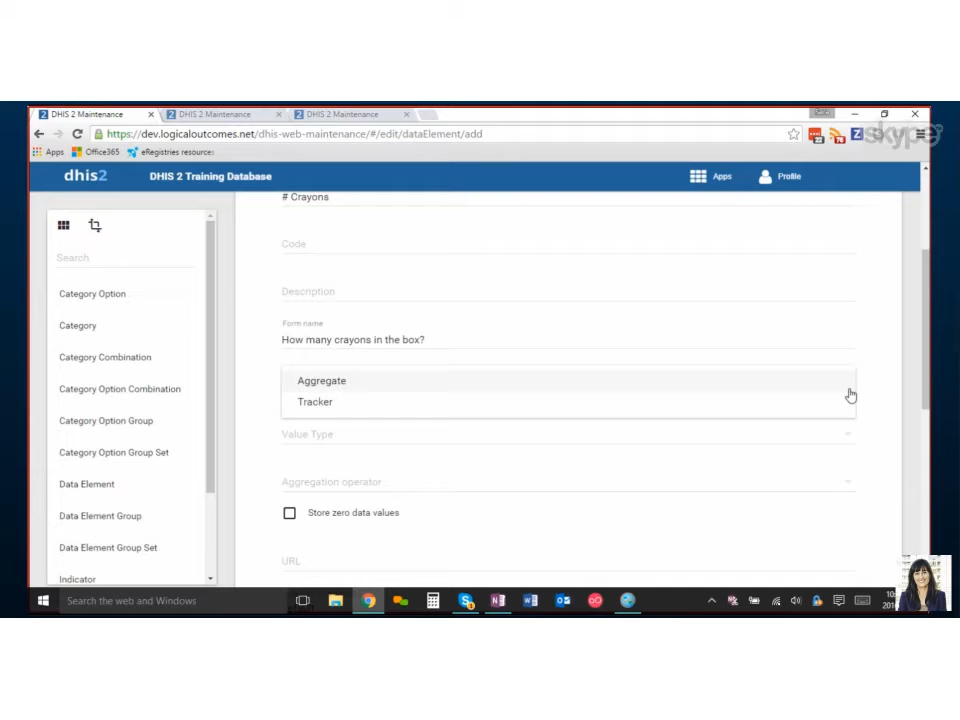 DHIS 2 Maintenance
DHIS 2 Maintenance
DHIS 2 Maintenance
https://dev.logicaloutcomes.net/dhis-web-maintenance/#/edit/dataElement/add
skype
Apps
Office365
eRegistries resources
dhis2
DHIS 2 Training Database
Apps
Profile
# Crayons
Search
Category Option
Category
Category Combination
Category Option Combination
Category Option Group
Category Option Group Set
Data Element
Data Element Group
Data Element Group Set
Indicator
Code
Description
Form name
How many crayons in the box?
Aggregate
Tracker
Value Type
Aggregation operator
Store zero data values
URL
Search the web and Windows